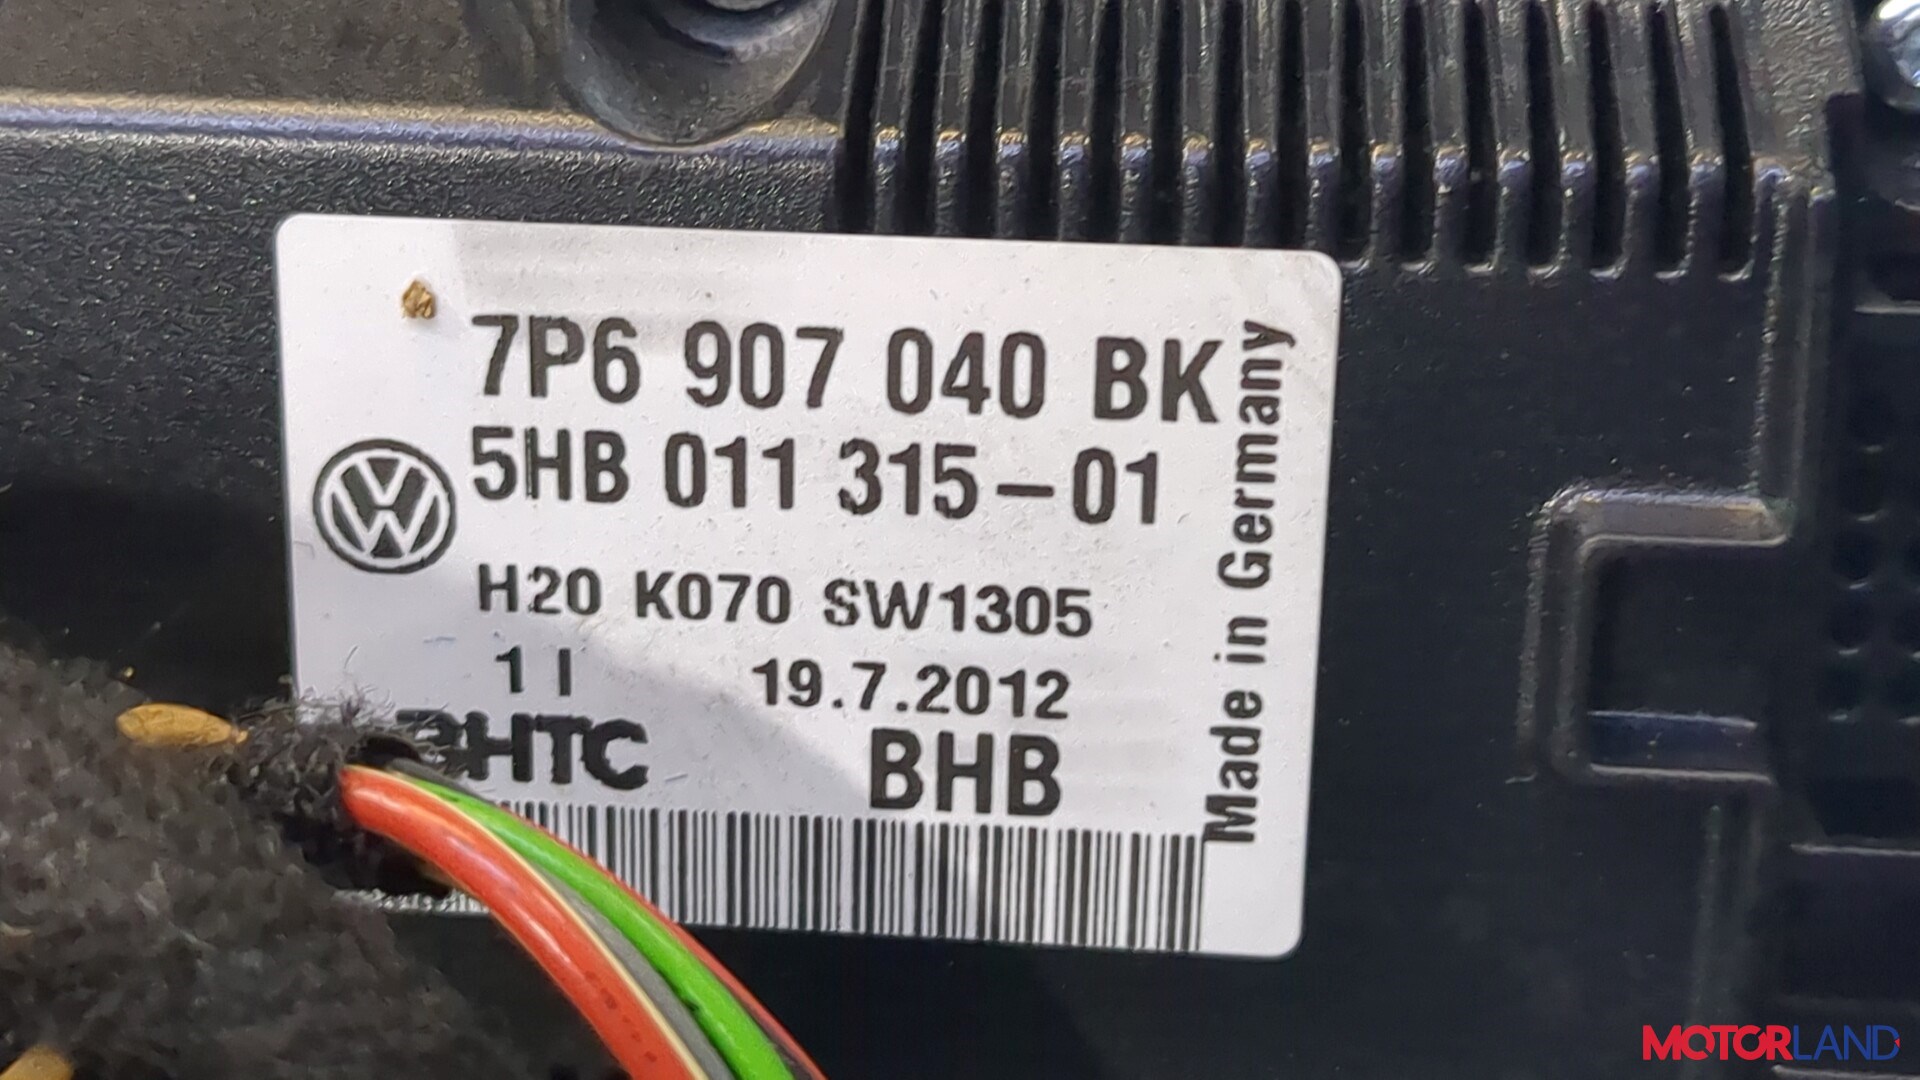 7P6 907 040 BK
5HB 011 315-01
H20 K070 SW1305
1 I 19.7.2012
BHTC BHB
Made in Germany
MOTORLAND